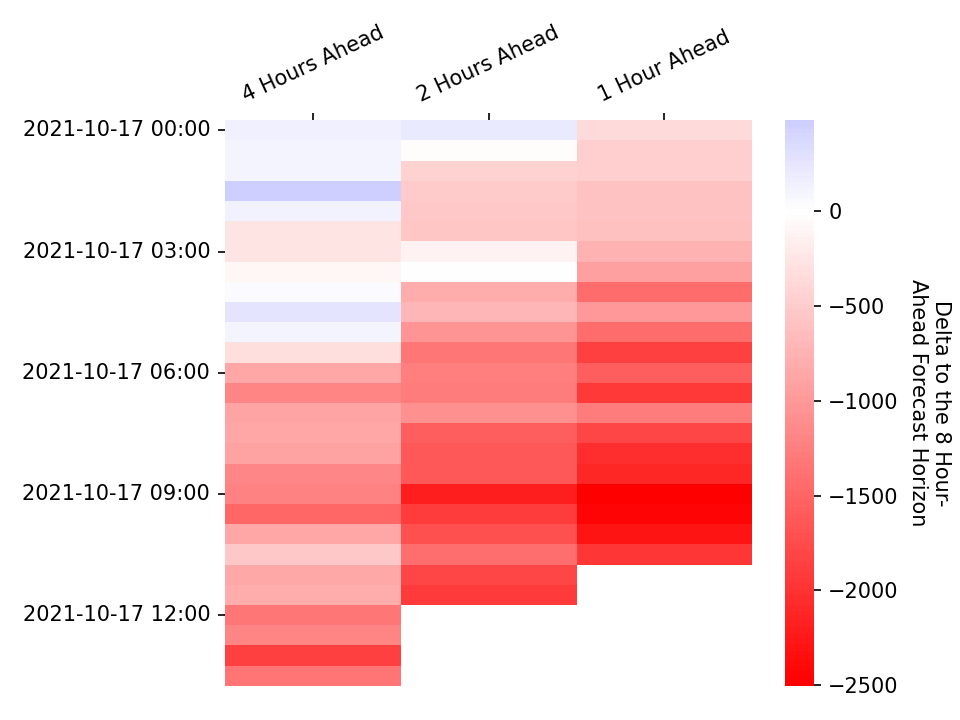 4 Hours Ahead
2 Hours Ahead
1 Hour Ahead
2021-10-17 00:00
2021-10-17 03:00
2021-10-17 06:00
2021-10-17 09:00
2021-10-17 12:00
0
−500
−1000
−1500
−2000
−2500
Delta to the 8 Hour-
Ahead Forecast Horizon